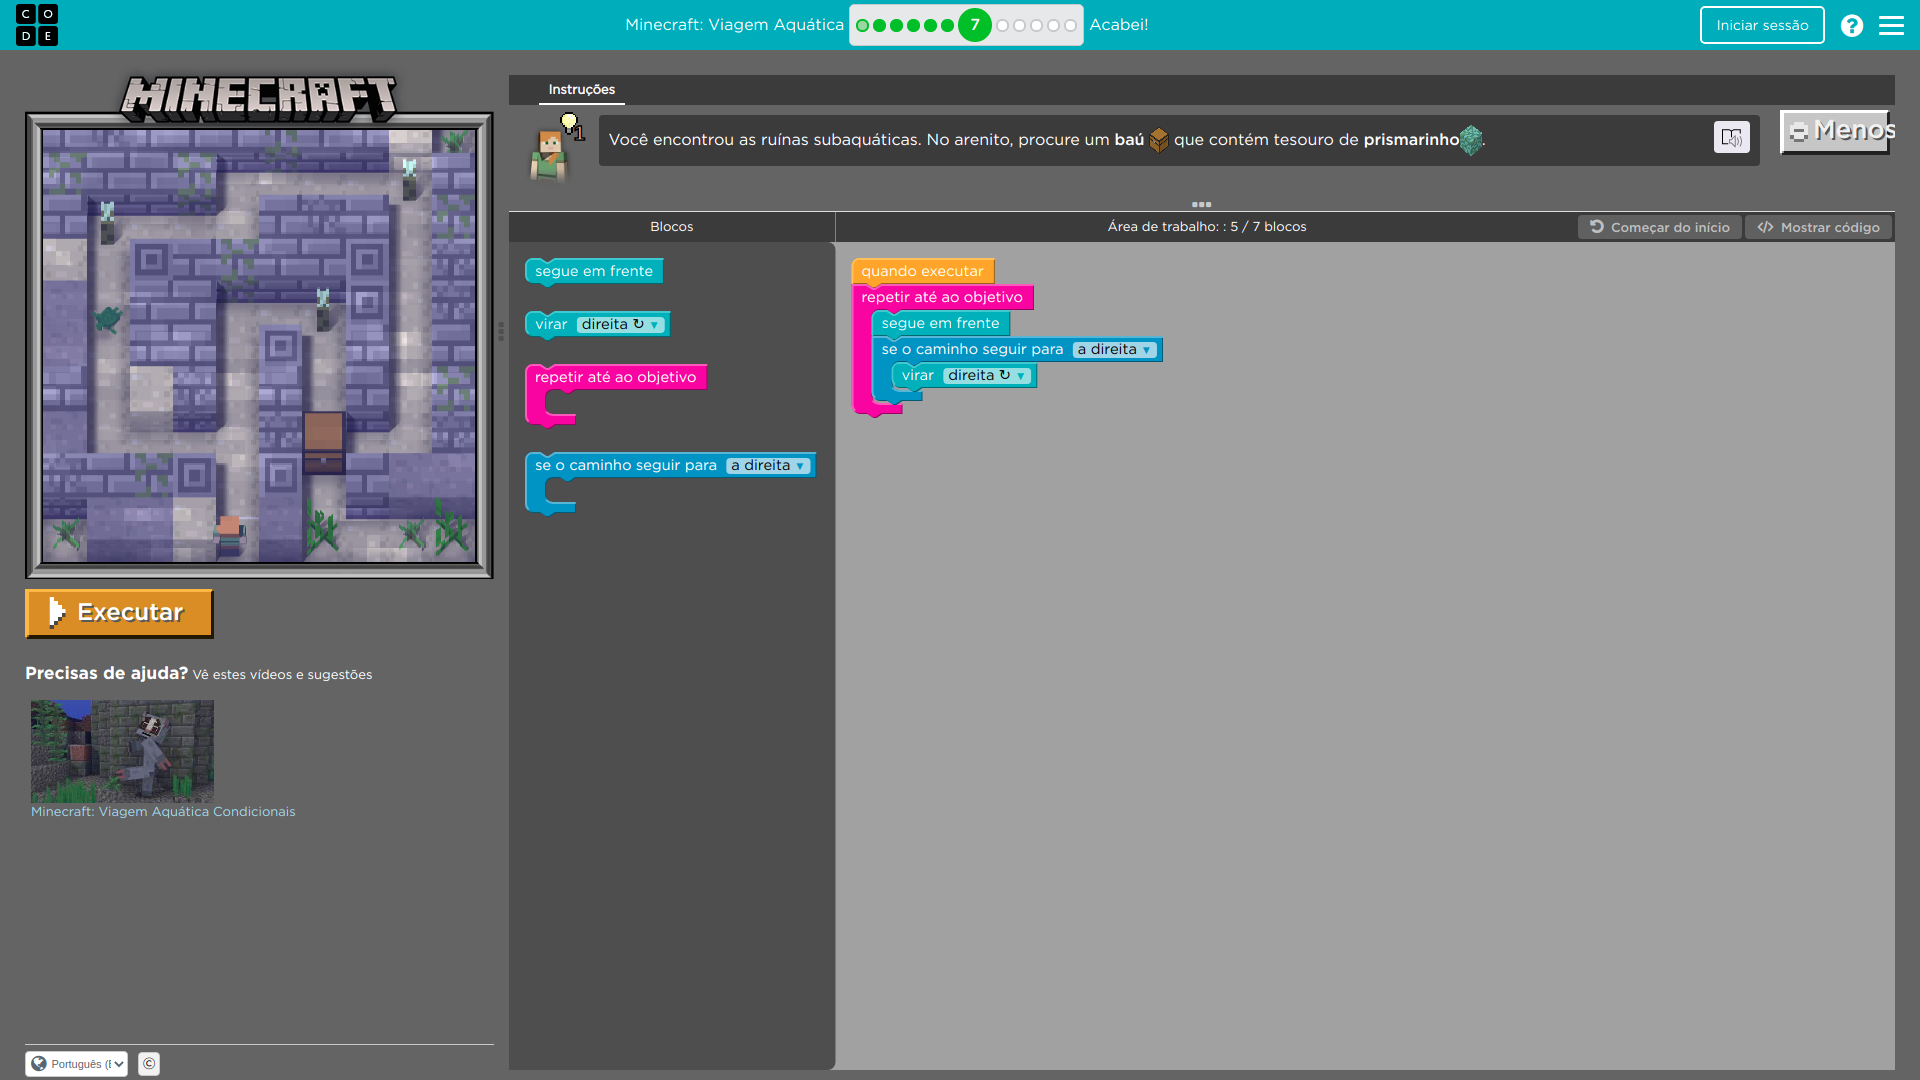 CODE
Minecraft: Viagem Aquática
7
Acabei!
Iniciar sessão
?
MINECRAFT
Instruções
1
Você encontrou as ruínas subaquáticas. No arenito, procure um baú que contém tesouro de prismarinho.
Menos
Blocos
Área de trabalho: : 5 / 7 blocos
Começar do início
Mostrar código
segue em frente
virar direita ↻ ▾
repetir até ao objetivo
se o caminho seguir para a direita ▾
quando executar
repetir até ao objetivo
segue em frente
se o caminho seguir para a direita ▾
virar direita ↻ ▾
Executar
Precisas de ajuda? Vê estes vídeos e sugestões
Minecraft: Viagem Aquática Condicionais
Português (
©